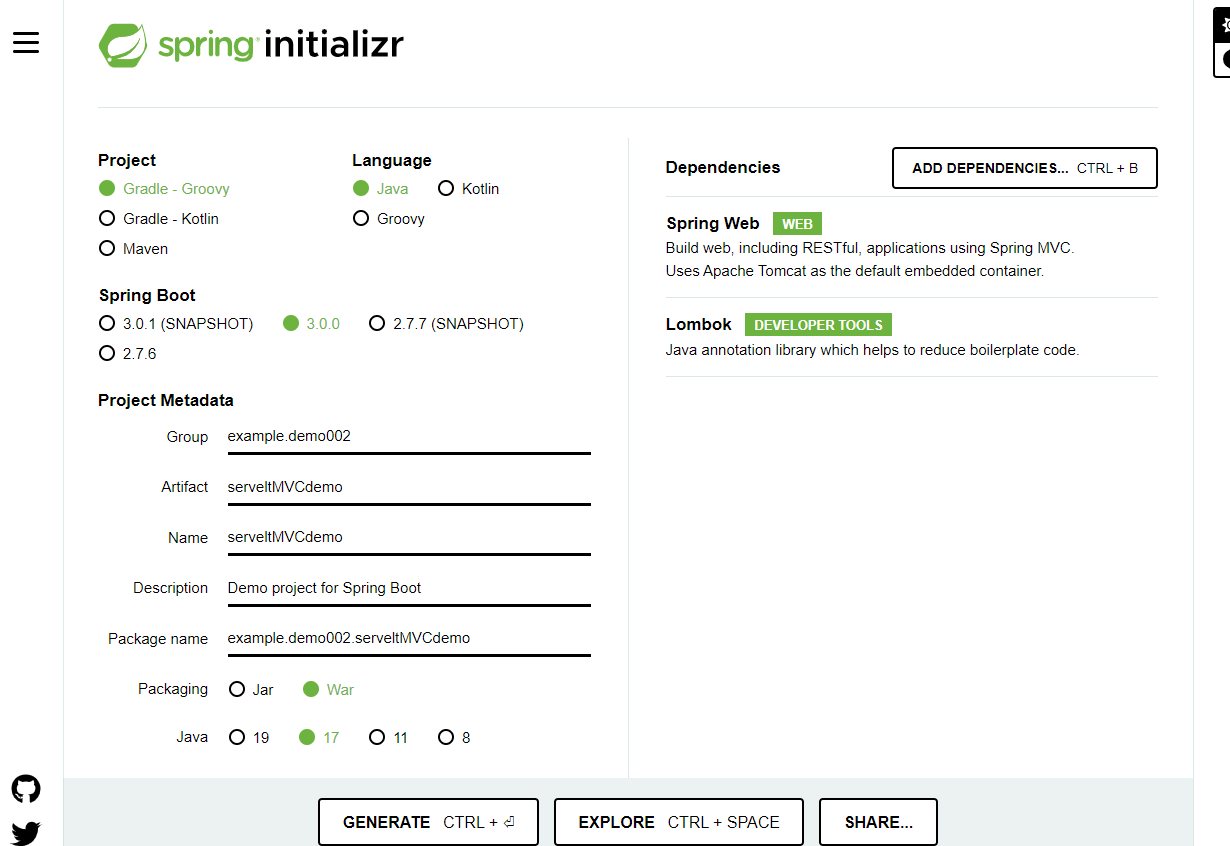 spring initializr
Project
Gradle - Groovy
Gradle - Kotlin
Maven
Language
Java Kotlin
Groovy
Spring Boot
3.0.1 (SNAPSHOT) 3.0.0 2.7.7 (SNAPSHOT)
2.7.6
Project Metadata
Group example.demo002
Artifact serveltMVCdemo
Name serveltMVCdemo
Description Demo project for Spring Boot
Package name example.demo002.serveltMVCdemo
Packaging Jar War
Java 19 17 11 8
Dependencies
ADD DEPENDENCIES... CTRL + B
Spring Web WEB
Build web, including RESTful, applications using Spring MVC.
Uses Apache Tomcat as the default embedded container.
Lombok DEVELOPER TOOLS
Java annotation library which helps to reduce boilerplate code.
GENERATE CTRL + ⏎
EXPLORE CTRL + SPACE
SHARE...